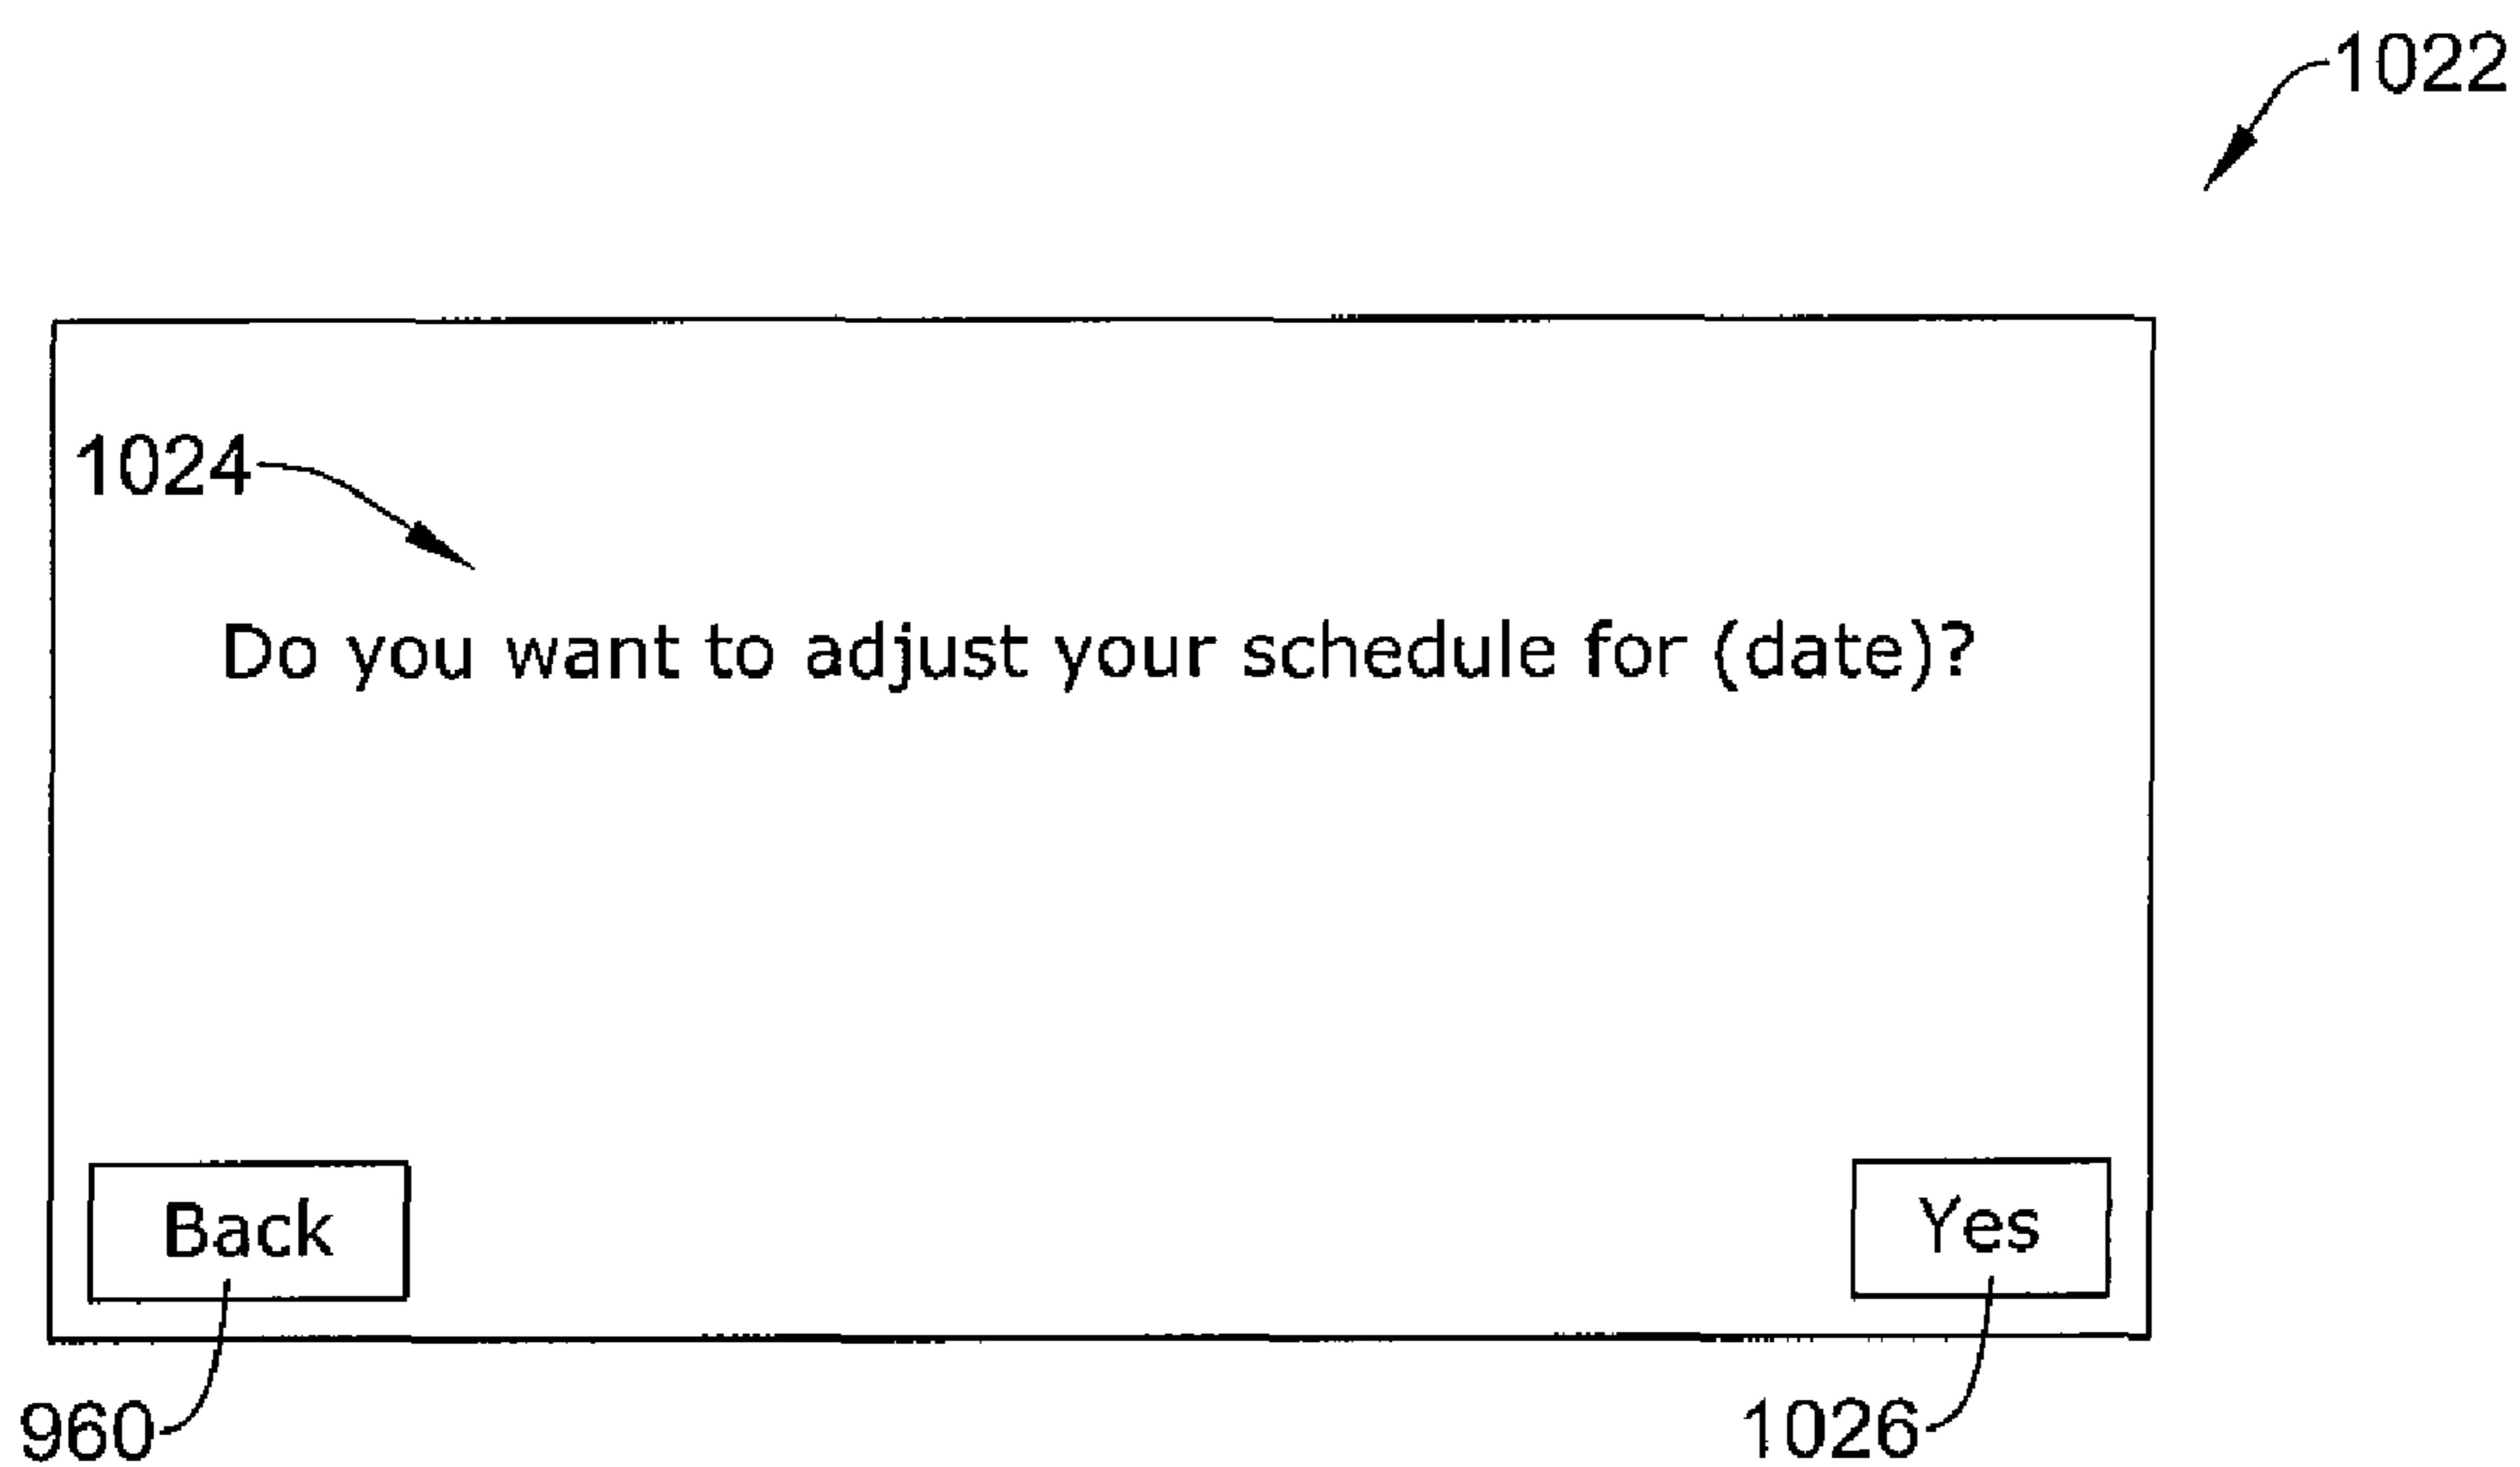 1022
1024
Do you want to adjust your schedule for (date)?
Back
Yes
960
1026